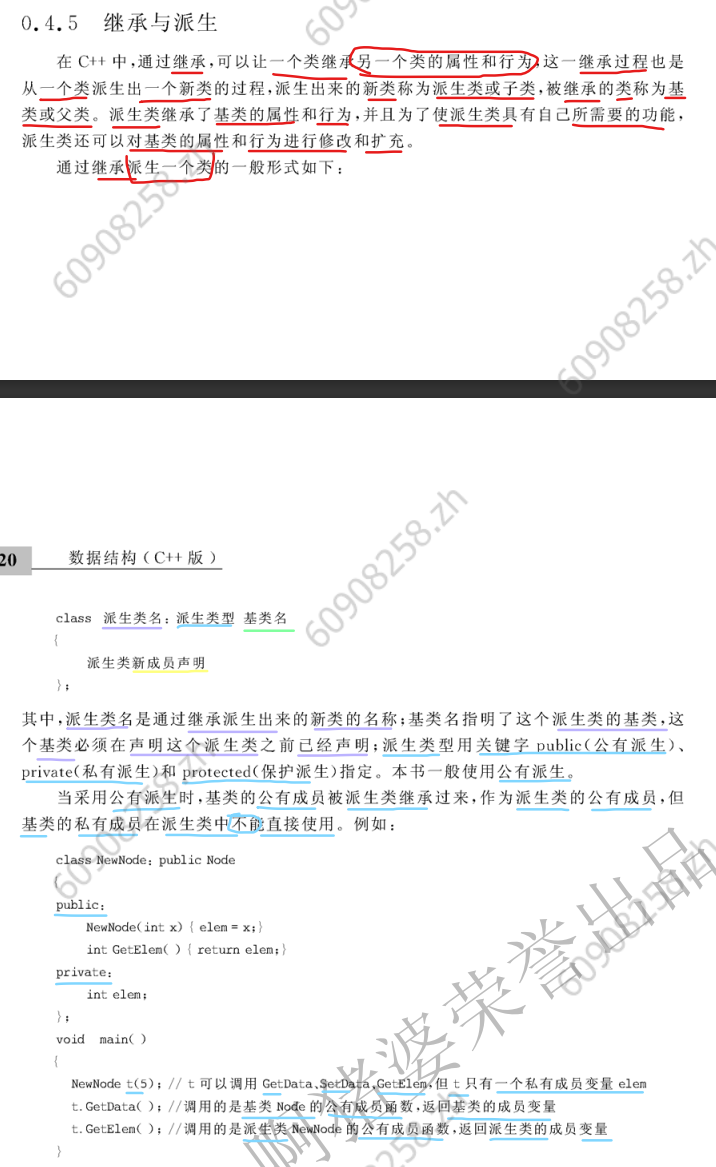 0.4.5 继承与派生
在 C++ 中,通过继承,可以让一个类继承另一个类的属性和行为,这一继承过程也是
从一个类派生出一个新类的过程,派生出来的新类称为派生类或子类,被继承的类称为基
类或父类。派生类继承了基类的属性和行为,并且为了使派生类具有自己所需要的功能,
派生类还可以对基类的属性和行为进行修改和扩充。
通过继承派生一个类的一般形式如下:
60908258.zh
60908258.zh
20 数据结构(C++ 版)
60908258.zh
class 派生类名: 派生类型 基类名
{
派生类新成员声明
};
其中,派生类名是通过继承派生出来的新类的名称;基类名指明了这个派生类的基类,这
个基类必须在声明这个派生类之前已经声明;派生类型用关键字 public(公有派生)、
private(私有派生)和 protected(保护派生)指定。本书一般使用公有派生。
当采用公有派生时,基类的公有成员被派生类继承过来,作为派生类的公有成员,但
基类的私有成员在派生类中不能直接使用。例如:
class NewNode: public Node
{
public:
NewNode(int x) { elem = x;}
int GetElem( ) { return elem;}
private:
int elem;
};
void main( )
{
NewNode t(5); // t 可以调用 GetData、SetData、GetElem,但 t 只有一个私有成员变量 elem
t.GetData( ); //调用的是基类 Node 的公有成员函数,返回基类的成员变量
t.GetElem( ); //调用的是派生类 NewNode 的公有成员函数,返回派生类的成员变量
}
60908258.zh
60908258.zh
啊猪婆荣誉出品